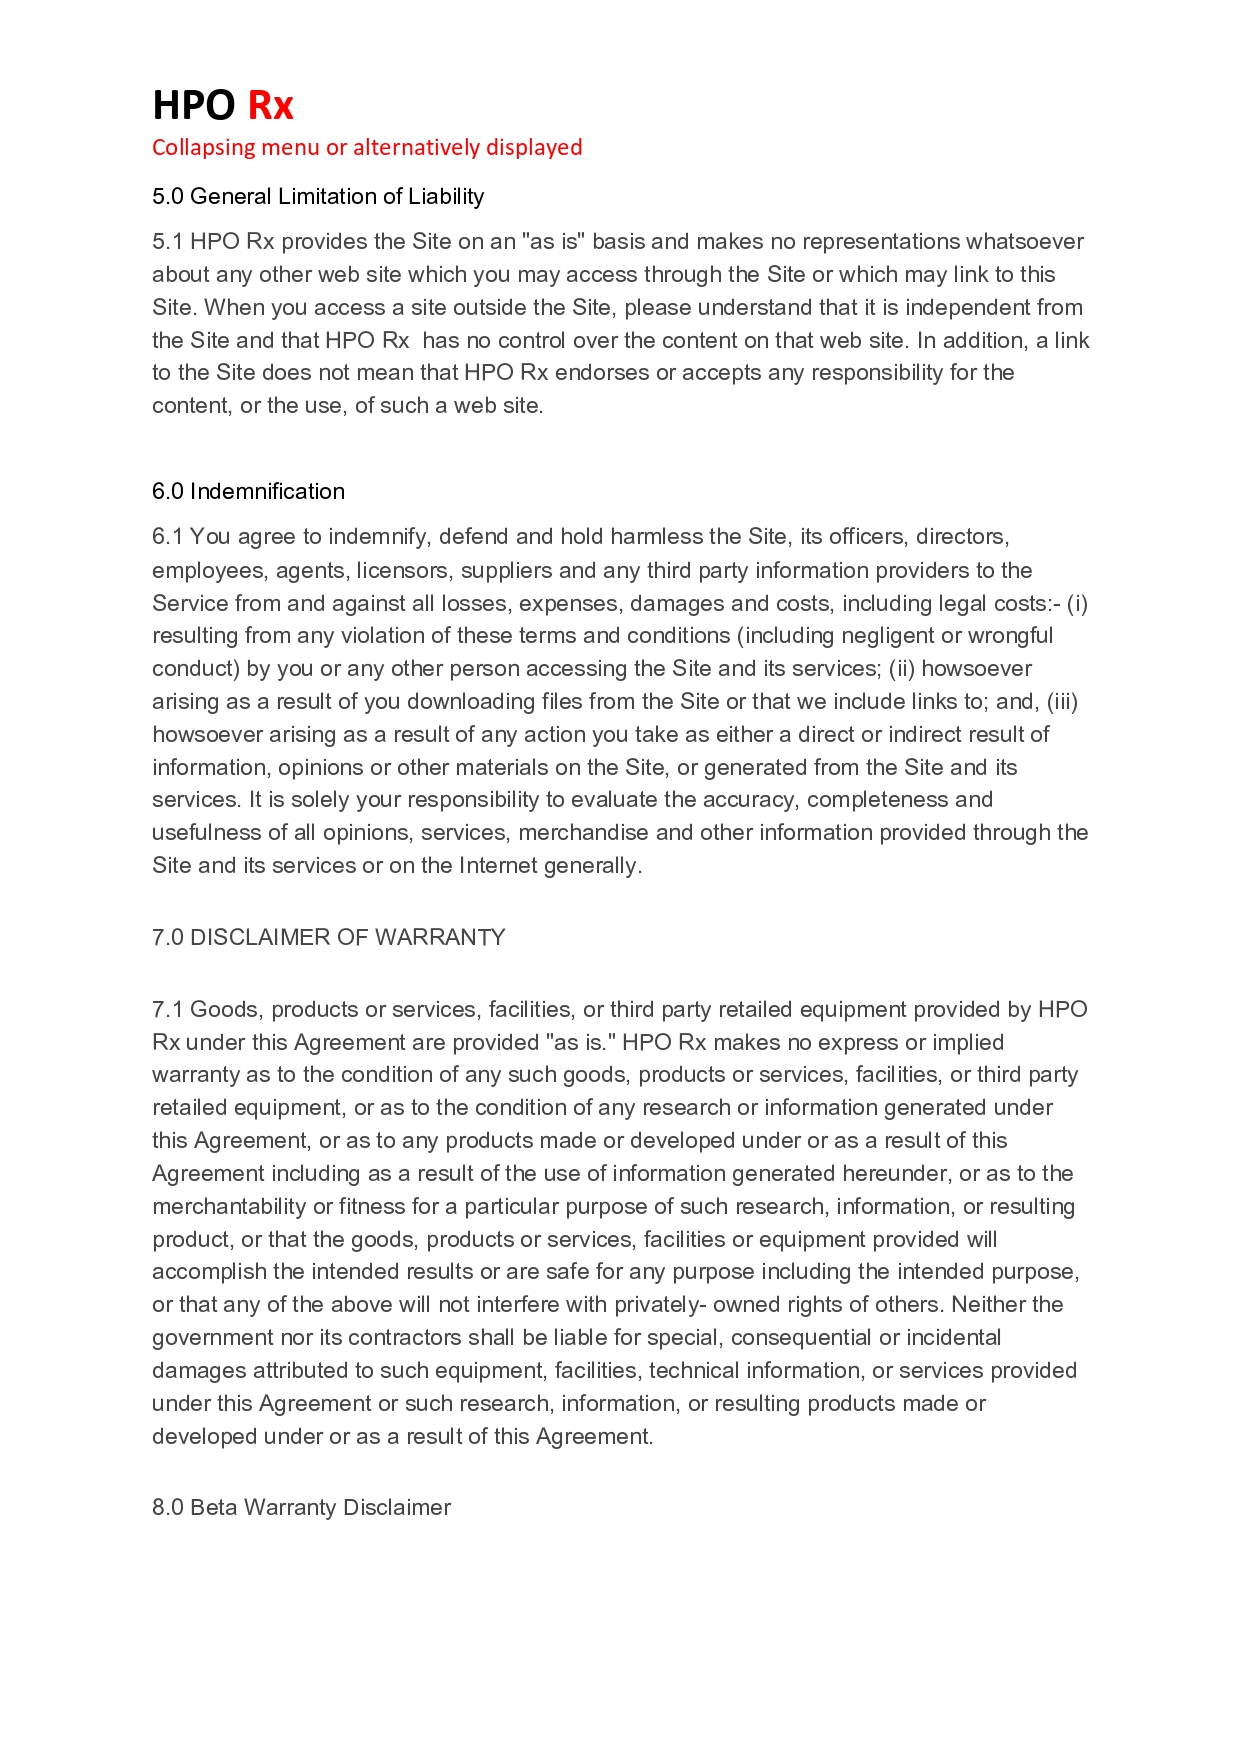 HPO Rx
Collapsing menu or alternatively displayed
5.0 General Limitation of Liability
5.1 HPO Rx provides the Site on an "as is" basis and makes no representations whatsoever
about any other web site which you may access through the Site or which may link to this
Site. When you access a site outside the Site, please understand that it is independent from
the Site and that HPO Rx  has no control over the content on that web site. In addition, a link
to the Site does not mean that HPO Rx endorses or accepts any responsibility for the
content, or the use, of such a web site.
6.0 Indemnification
6.1 You agree to indemnify, defend and hold harmless the Site, its officers, directors,
employees, agents, licensors, suppliers and any third party information providers to the
Service from and against all losses, expenses, damages and costs, including legal costs:- (i)
resulting from any violation of these terms and conditions (including negligent or wrongful
conduct) by you or any other person accessing the Site and its services; (ii) howsoever
arising as a result of you downloading files from the Site or that we include links to; and, (iii)
howsoever arising as a result of any action you take as either a direct or indirect result of
information, opinions or other materials on the Site, or generated from the Site and its
services. It is solely your responsibility to evaluate the accuracy, completeness and
usefulness of all opinions, services, merchandise and other information provided through the
Site and its services or on the Internet generally.
7.0 DISCLAIMER OF WARRANTY
7.1 Goods, products or services, facilities, or third party retailed equipment provided by HPO
Rx under this Agreement are provided "as is." HPO Rx makes no express or implied
warranty as to the condition of any such goods, products or services, facilities, or third party
retailed equipment, or as to the condition of any research or information generated under
this Agreement, or as to any products made or developed under or as a result of this
Agreement including as a result of the use of information generated hereunder, or as to the
merchantability or fitness for a particular purpose of such research, information, or resulting
product, or that the goods, products or services, facilities or equipment provided will
accomplish the intended results or are safe for any purpose including the intended purpose,
or that any of the above will not interfere with privately- owned rights of others. Neither the
government nor its contractors shall be liable for special, consequential or incidental
damages attributed to such equipment, facilities, technical information, or services provided
under this Agreement or such research, information, or resulting products made or
developed under or as a result of this Agreement.
8.0 Beta Warranty Disclaimer